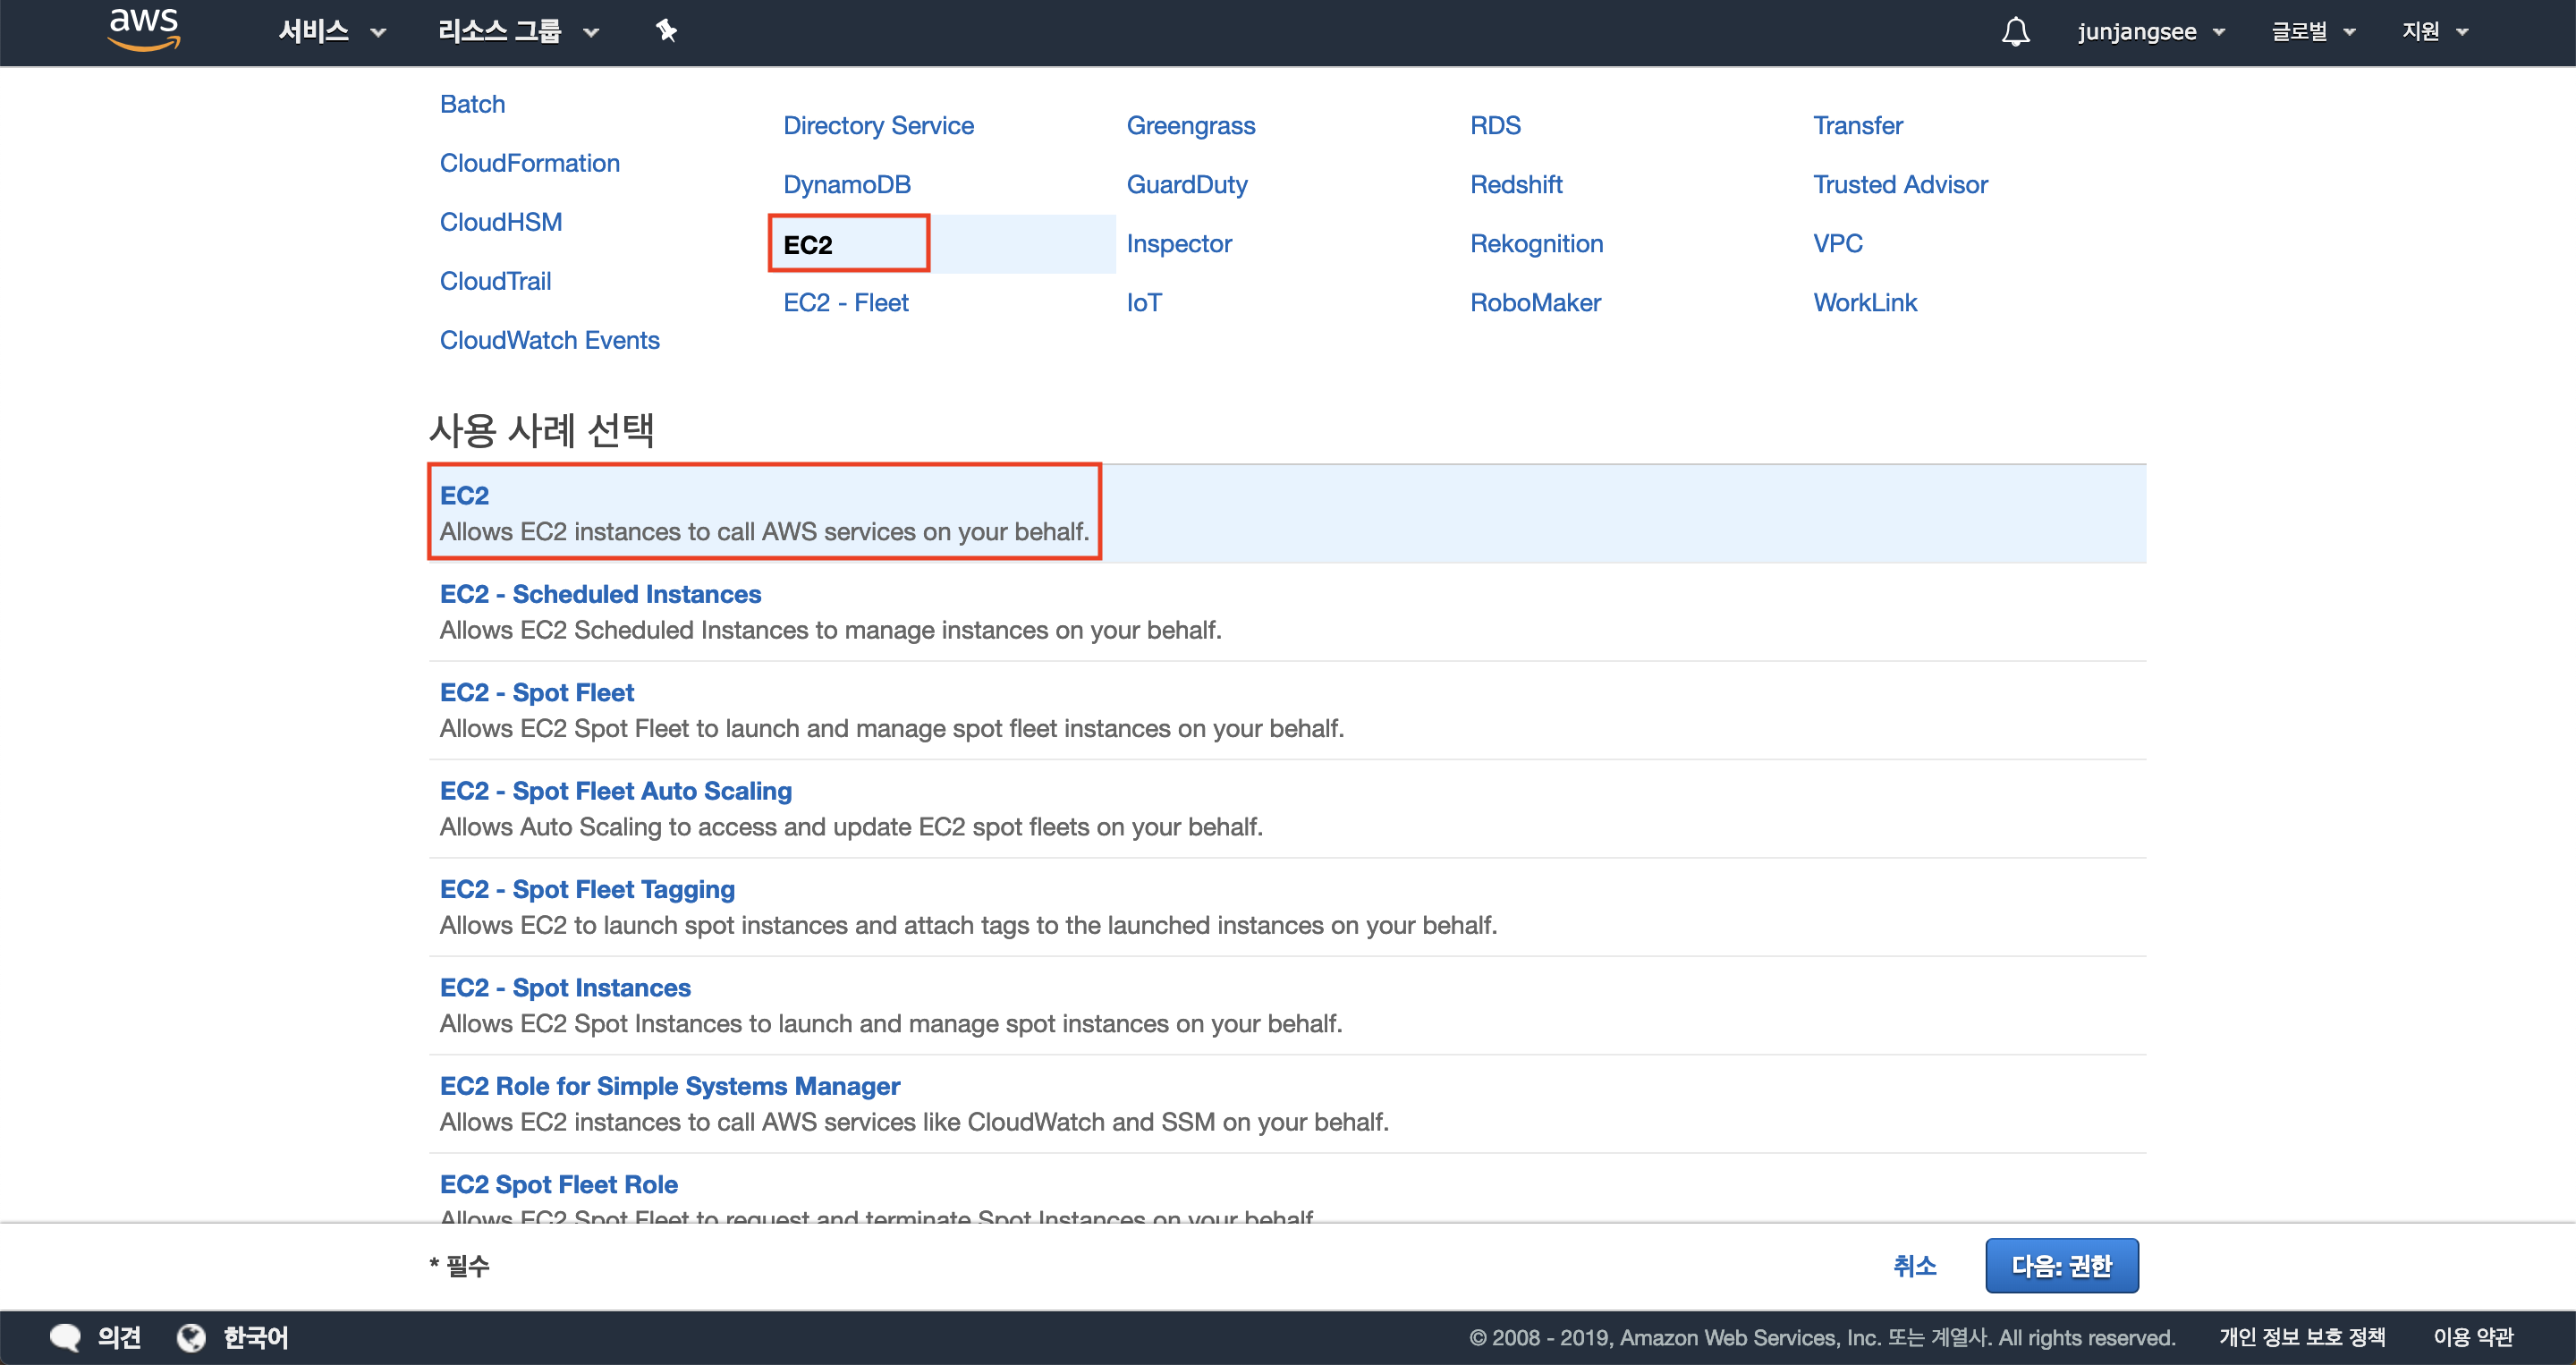 aws 서비스 리소스 그룹 junjangsee 글로벌 지원
Batch
CloudFormation
CloudHSM
CloudTrail
CloudWatch Events
Directory Service
DynamoDB
EC2
EC2 - Fleet
Greengrass
GuardDuty
Inspector
IoT
RDS
Redshift
Rekognition
RoboMaker
Transfer
Trusted Advisor
VPC
WorkLink
사용 사례 선택
EC2
Allows EC2 instances to call AWS services on your behalf.
EC2 - Scheduled Instances
Allows EC2 Scheduled Instances to manage instances on your behalf.
EC2 - Spot Fleet
Allows EC2 Spot Fleet to launch and manage spot fleet instances on your behalf.
EC2 - Spot Fleet Auto Scaling
Allows Auto Scaling to access and update EC2 spot fleets on your behalf.
EC2 - Spot Fleet Tagging
Allows EC2 to launch spot instances and attach tags to the launched instances on your behalf.
EC2 - Spot Instances
Allows EC2 Spot Instances to launch and manage spot instances on your behalf.
EC2 Role for Simple Systems Manager
Allows EC2 instances to call AWS services like CloudWatch and SSM on your behalf.
EC2 Spot Fleet Role
Allows EC2 Spot Fleet to request and terminate Spot Instances on your behalf
* 필수 취소 다음: 권한
의견 한국어 © 2008 - 2019, Amazon Web Services, Inc. 또는 계열사. All rights reserved. 개인 정보 보호 정책 이용 약관